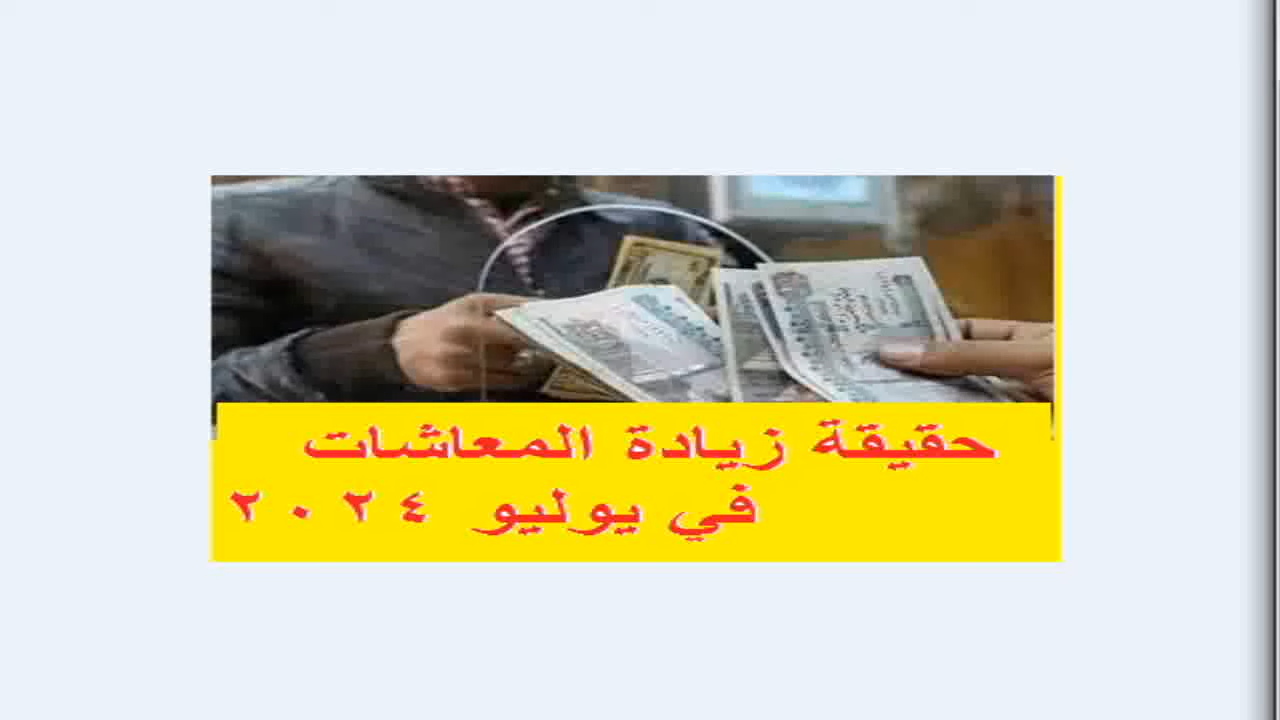 حقيقة زيادة المعاشات
في يوليو ٢٠٢٤